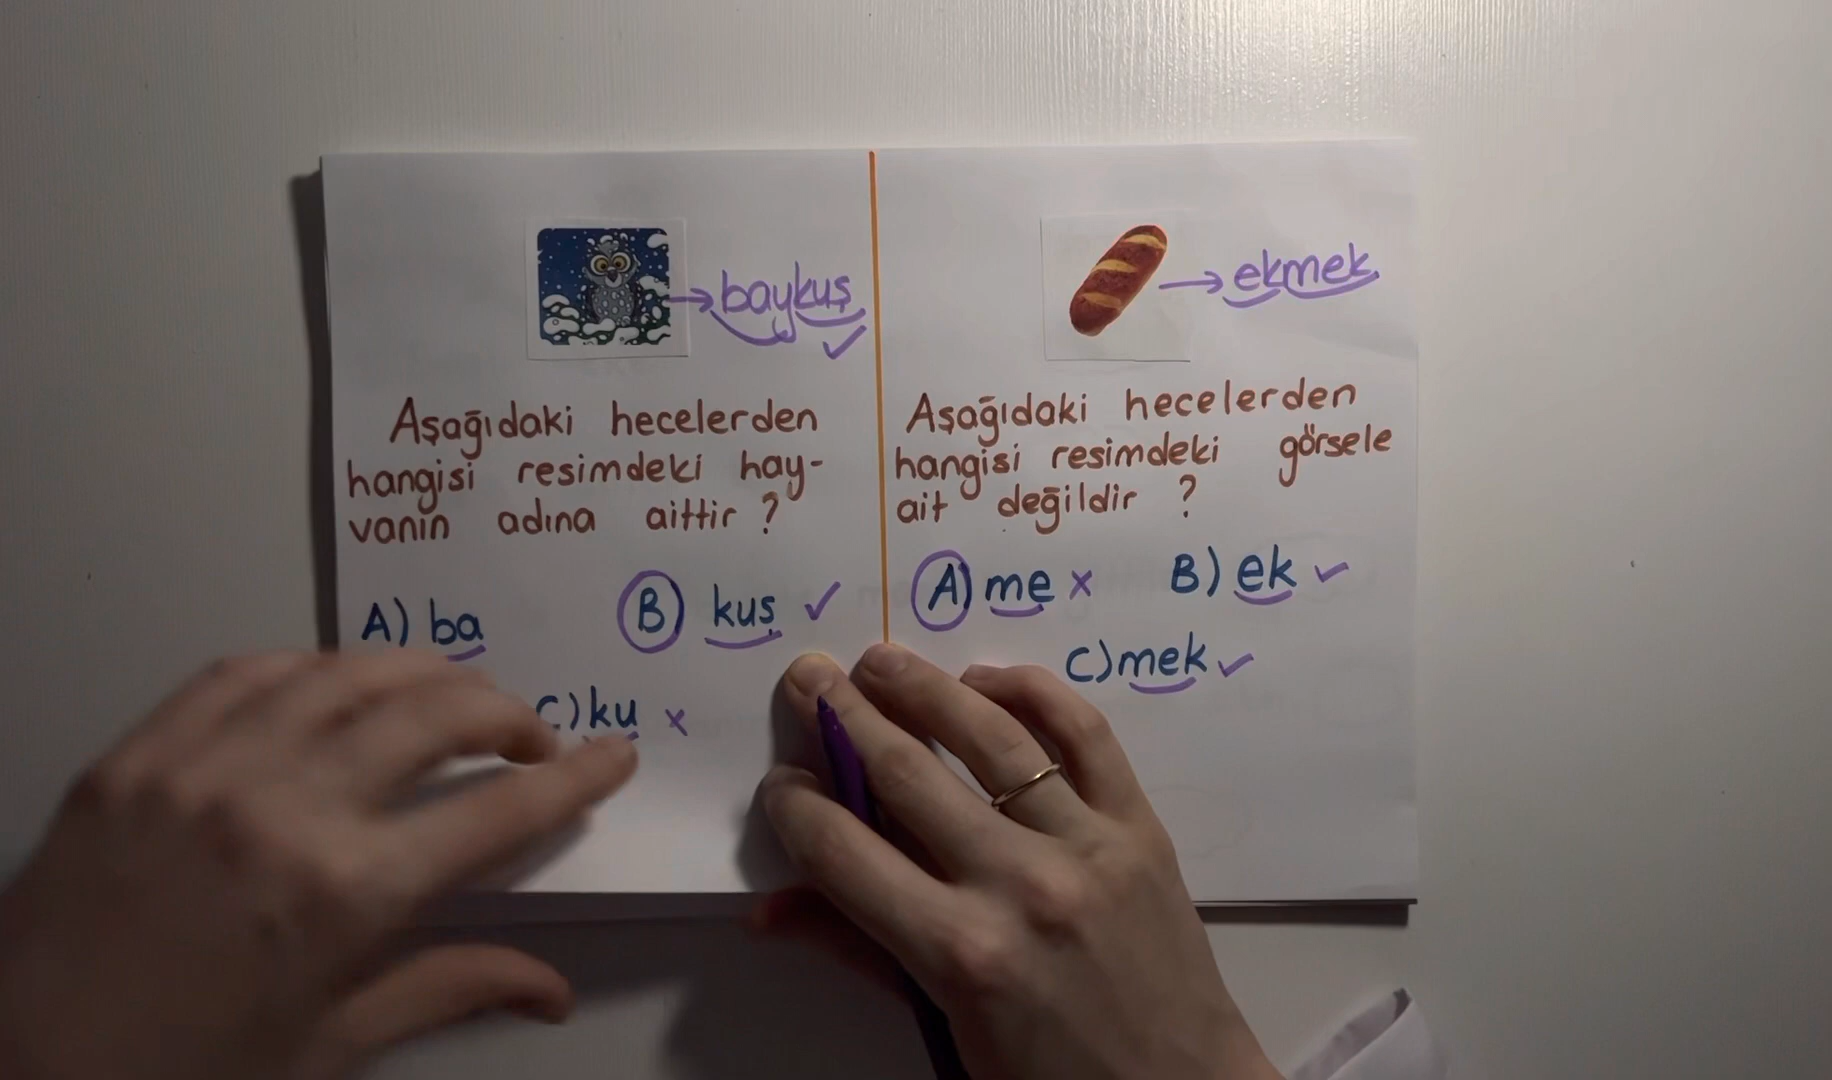 baykuş
Aşağıdaki hecelerden
hangisi resimdeki hay-
vanın adına aittir ?
A) ba
B) kuş
C) ku
ekmek
Aşağıdaki hecelerden
hangisi resimdeki görsele
ait değildir ?
A) me B) ek
C) mek